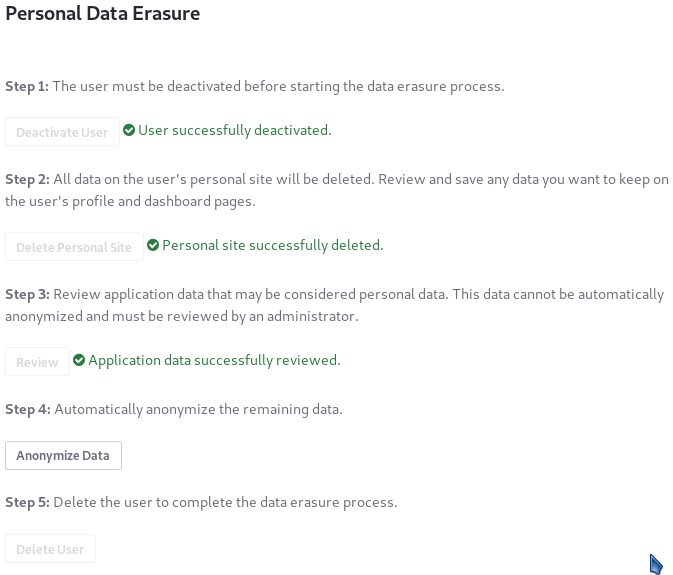 Personal Data Erasure
Step 1: The user must be deactivated before starting the data erasure process.
Deactivate User User successfully deactivated.
Step 2: All data on the user's personal site will be deleted. Review and save any data you want to keep on
the user's profile and dashboard pages.
Delete Personal Site Personal site successfully deleted.
Step 3: Review application data that may be considered personal data. This data cannot be automatically
anonymized and must be reviewed by an administrator.
Review Application data successfully reviewed.
Step 4: Automatically anonymize the remaining data.
Anonymize Data
Step 5: Delete the user to complete the data erasure process.
Delete User